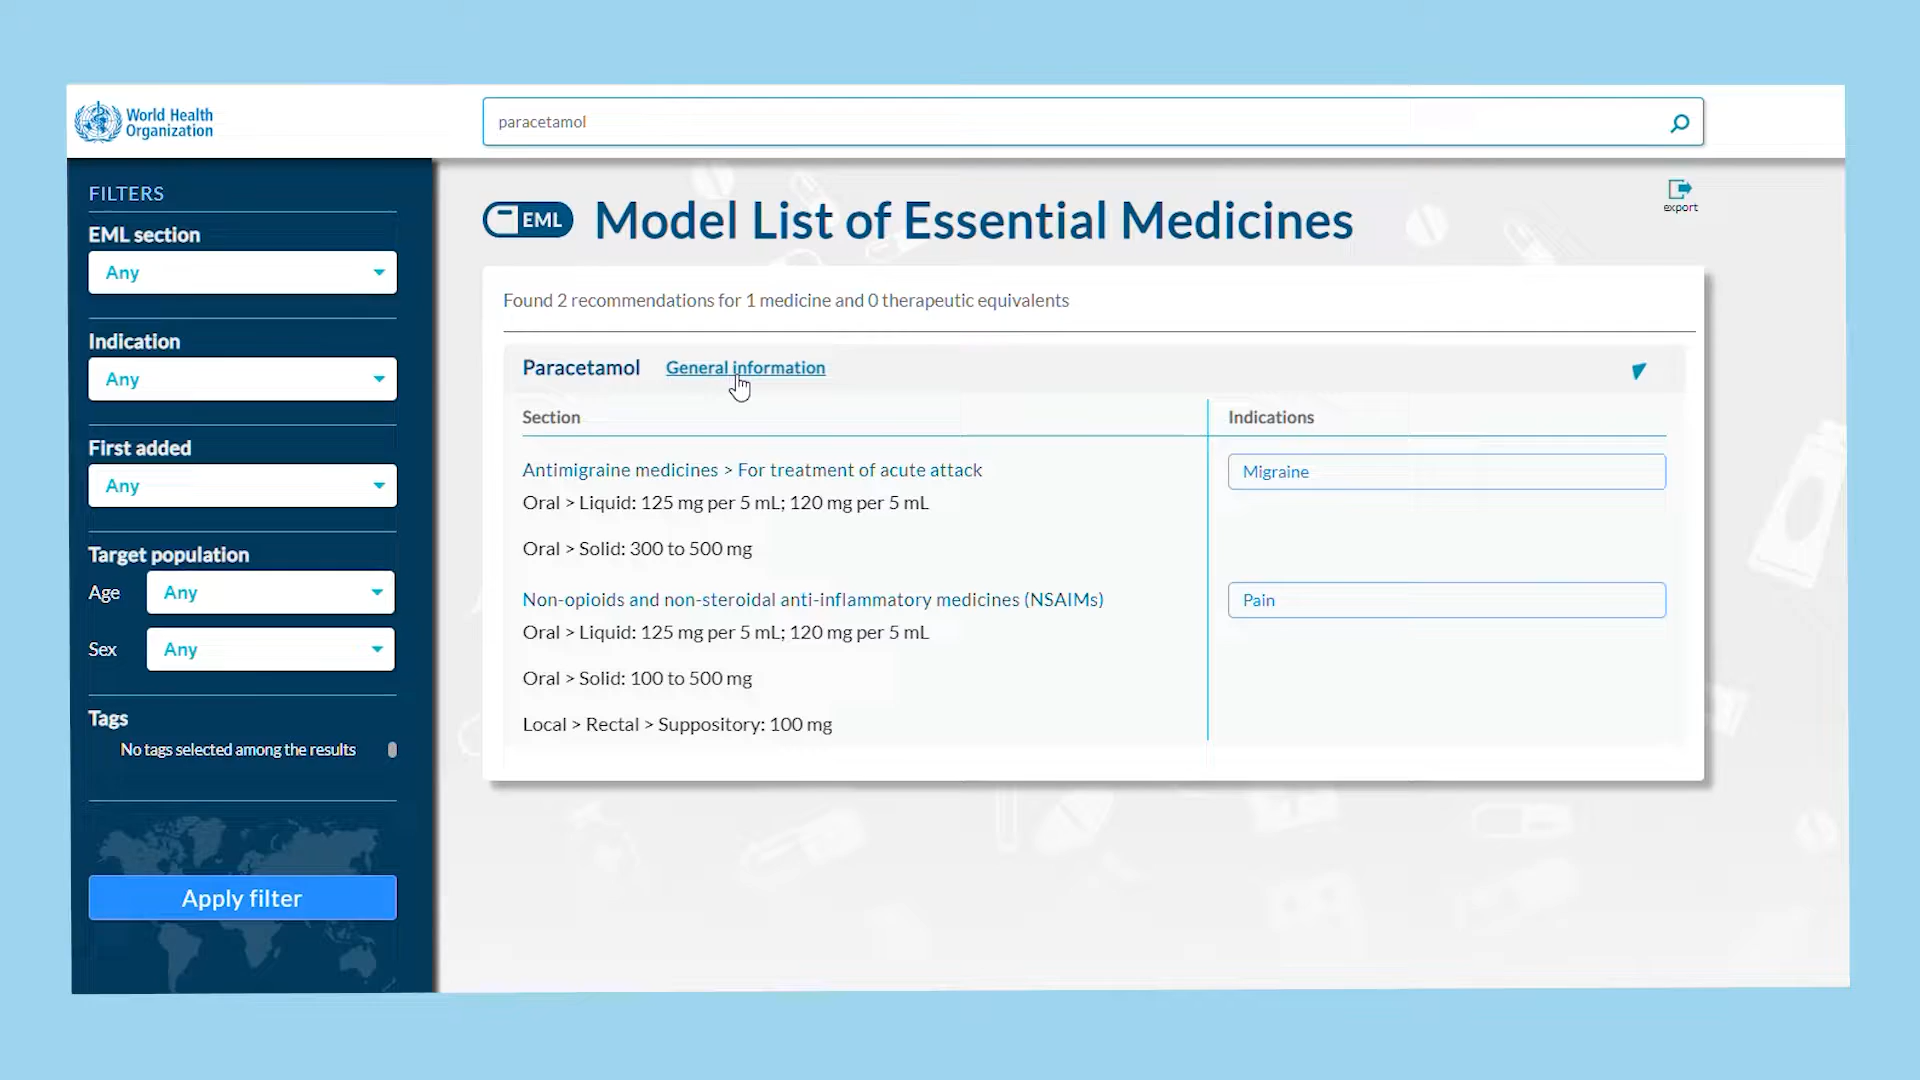 World Health
Organization
paracetamol
FILTERS
EML section
Any
Indication
Any
First added
Any
Target population
Age Any
Sex Any
Tags
No tags selected among the results
Apply filter
export
EML Model List of Essential Medicines
Found 2 recommendations for 1 medicine and 0 therapeutic equivalents
Paracetamol General information
Section Indications
Antimigraine medicines > For treatment of acute attack Migraine
Oral > Liquid: 125 mg per 5 mL; 120 mg per 5 mL
Oral > Solid: 300 to 500 mg
Non-opioids and non-steroidal anti-inflammatory medicines (NSAIMs) Pain
Oral > Liquid: 125 mg per 5 mL; 120 mg per 5 mL
Oral > Solid: 100 to 500 mg
Local > Rectal > Suppository: 100 mg